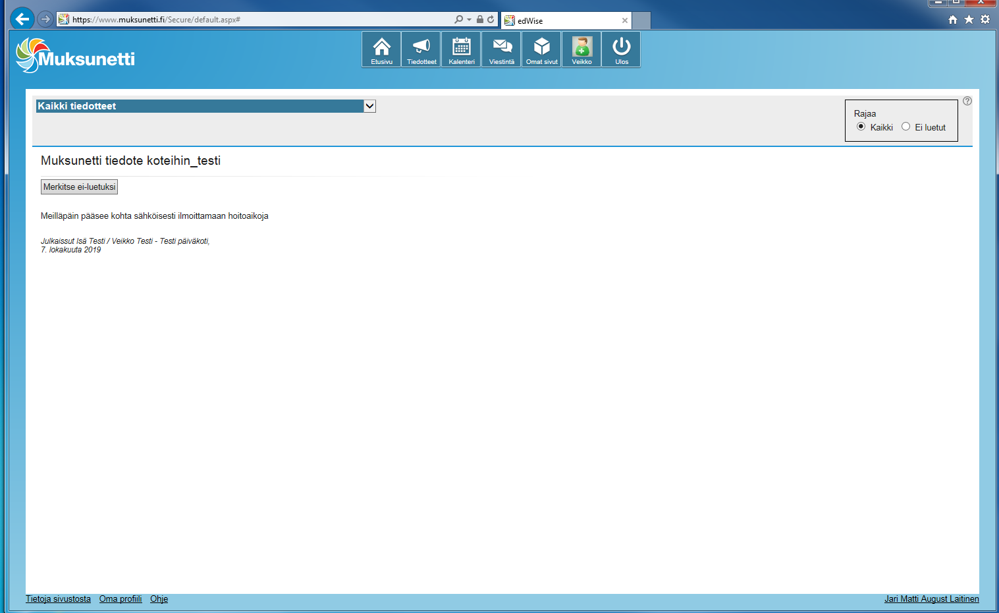 https://www.muksunetti.fi/Secure/default.aspx#
edWise
Muksunetti
Etusivu
Tiedotteet
Kalenteri
Viestintä
Omat sivut
Veikko
Ulos
Kaikki tiedotteet
Rajaa
Kaikki
Ei luetut
Muksunetti tiedote koteihin_testi
Merkitse ei-luetuksi
Meilläpäin pääsee kohta sähköisesti ilmoittamaan hoitoaikoja
Julkaissut Isä Testi / Veikko Testi - Testi päiväkoti,
7. lokakuuta 2019
Tietoja sivustosta
Oma profiili
Ohje
Jari Matti August Laitinen